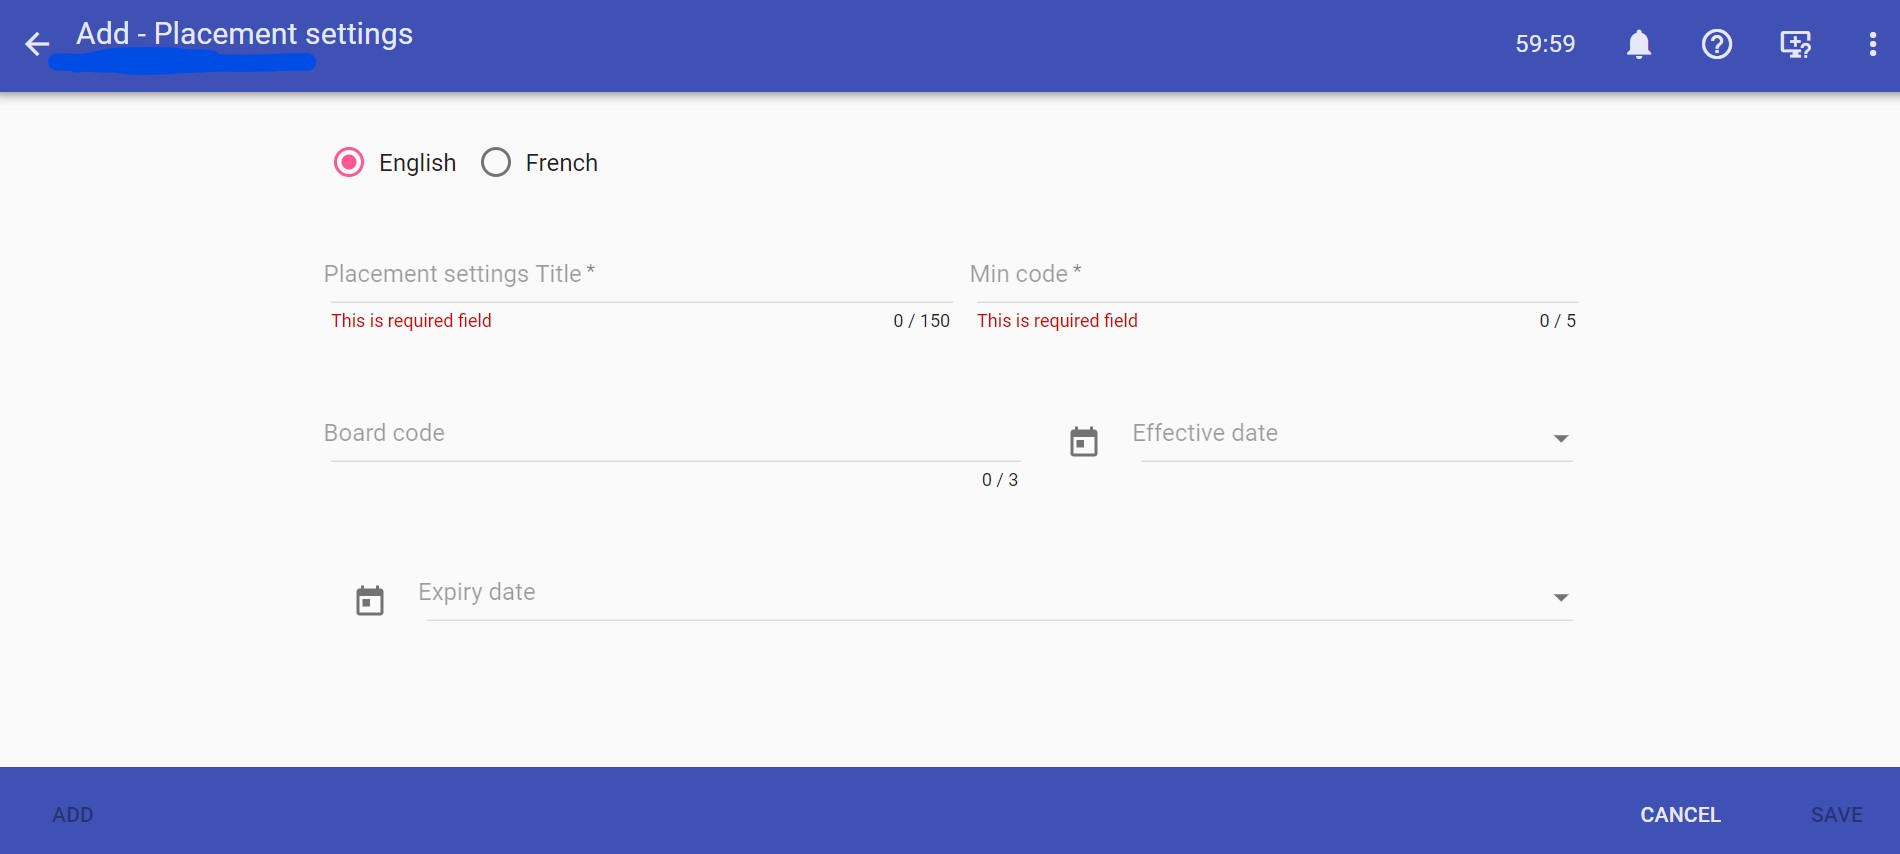 Add - Placement settings
59:59
English French
Placement settings Title * Min code *
This is required field 0 / 150 This is required field 0 / 5
Board code Effective date
0 / 3
Expiry date
ADD CANCEL SAVE